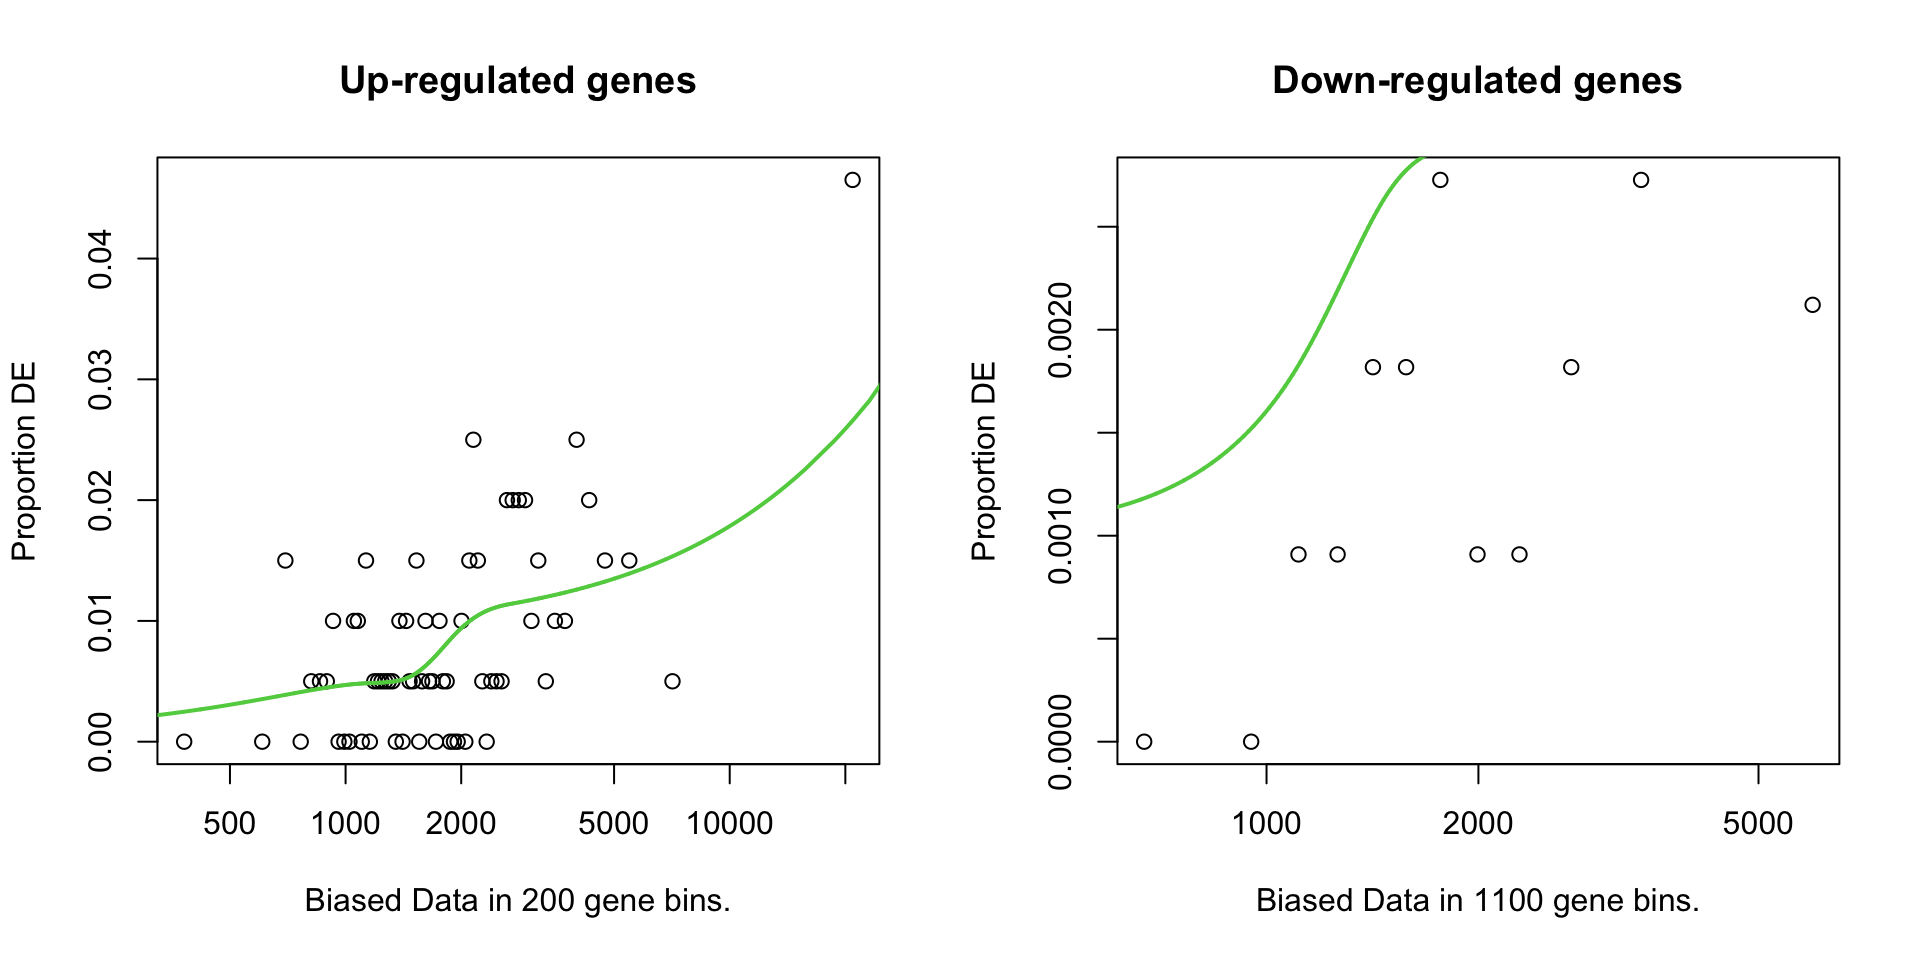 Up-regulated genes
Proportion DE
0.04
0.03
0.02
0.01
0.00
500 1000 2000 5000 10000
Biased Data in 200 gene bins.
Down-regulated genes
Proportion DE
0.0020
0.0010
0.0000
1000 2000 5000
Biased Data in 1100 gene bins.